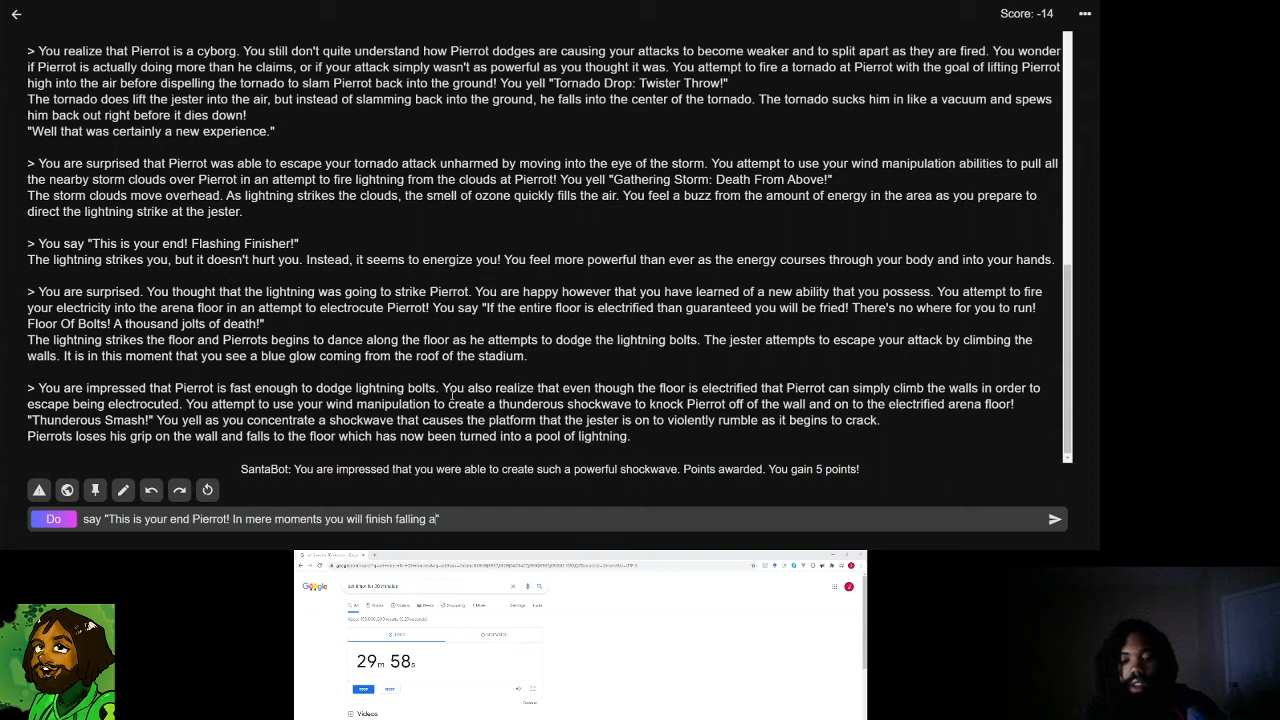 Score: -14
> You realize that Pierrot is a cyborg. You still don't quite understand how Pierrot dodges are causing your attacks to become weaker and to split apart as they are fired. You wonder
if Pierrot is actually doing more than he claims, or if your attack simply wasn't as powerful as you thought it was. You attempt to fire a tornado at Pierrot with the goal of lifting Pierrot
high into the air before dispelling the tornado to slam Pierrot back into the ground! You yell "Tornado Drop: Twister Throw!"
The tornado does lift the jester into the air, but instead of slamming back into the ground, he falls into the center of the tornado. The tornado sucks him in like a vacuum and spews
him back out right before it dies down!
"Well that was certainly a new experience."
> You are surprised that Pierrot was able to escape your tornado attack unharmed by moving into the eye of the storm. You attempt to use your wind manipulation abilities to pull all
the nearby storm clouds over Pierrot in an attempt to fire lightning from the clouds at Pierrot! You yell "Gathering Storm: Death From Above!"
The storm clouds move overhead. As lightning strikes the clouds, the smell of ozone quickly fills the air. You feel a buzz from the amount of energy in the area as you prepare to
direct the lightning strike at the jester.
> You say "This is your end! Flashing Finisher!"
The lightning strikes you, but it doesn't hurt you. Instead, it seems to energize you! You feel more powerful than ever as the energy courses through your body and into your hands.
> You are surprised. You thought that the lightning was going to strike Pierrot. You are happy however that you have learned of a new ability that you possess. You attempt to fire
your electricity into the arena floor in an attempt to electrocute Pierrot! You say "If the entire floor is electrified than guaranteed you will be fried! There's no where for you to run!
Floor Of Bolts! A thousand jolts of death!"
The lightning strikes the floor and Pierrots begins to dance along the floor as he attempts to dodge the lightning bolts. The jester attempts to escape your attack by climbing the
walls. It is in this moment that you see a blue glow coming from the roof of the stadium.
> You are impressed that Pierrot is fast enough to dodge lightning bolts. You also realize that even though the floor is electrified that Pierrot can simply climb the walls in order to
escape being electrocuted. You attempt to use your wind manipulation to create a thunderous shockwave to knock Pierrot off of the wall and on to the electrified arena floor!
"Thunderous Smash!" You yell as you concentrate a shockwave that causes the platform that the jester is on to violently rumble as it begins to crack.
Pierrots loses his grip on the wall and falls to the floor which has now been turned into a pool of lightning.
SantaBot: You are impressed that you were able to create such a powerful shockwave. Points awarded. You gain 5 points!
Do say "This is your end Pierrot! In mere moments you will finish falling a"
Google
set timer for 30 minutes
All Books Videos News Shopping More Settings Tools
29m 58s
STOP RESET
Videos